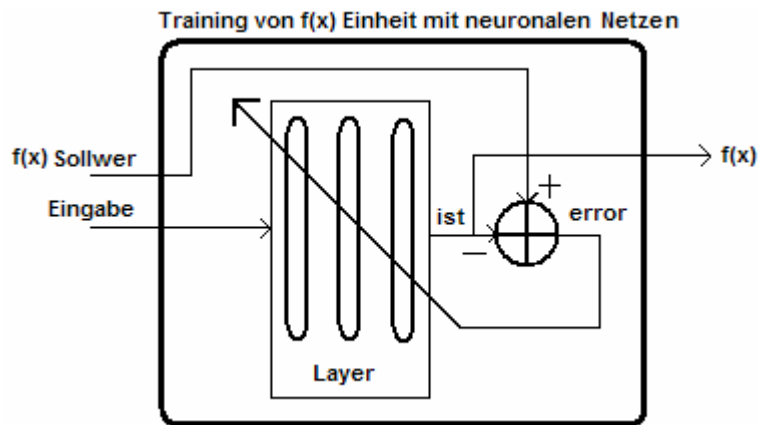 Training von f(x) Einheit mit neuronalen Netzen
f(x) Sollwer
f(x)
Eingabe
ist
error
+
−
Layer